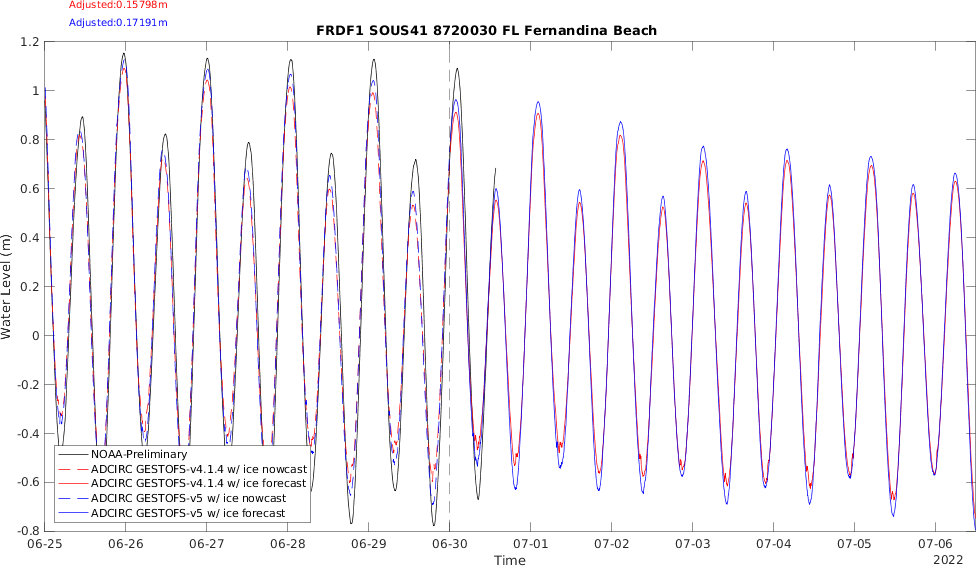 Adjusted:0.15798m
Adjusted:0.17191m
FRDF1 SOUS41 8720030 FL Fernandina Beach
1.2
1
0.8
0.6
0.4
0.2
0
-0.2
-0.4
-0.6
-0.8
Water Level (m)
NOAA-Preliminary
ADCIRC GESTOFS-v4.1.4 w/ ice nowcast
ADCIRC GESTOFS-v4.1.4 w/ ice forecast
ADCIRC GESTOFS-v5 w/ ice nowcast
ADCIRC GESTOFS-v5 w/ ice forecast
06-25 06-26 06-27 06-28 06-29 06-30 07-01 07-02 07-03 07-04 07-05 07-06
Time
2022